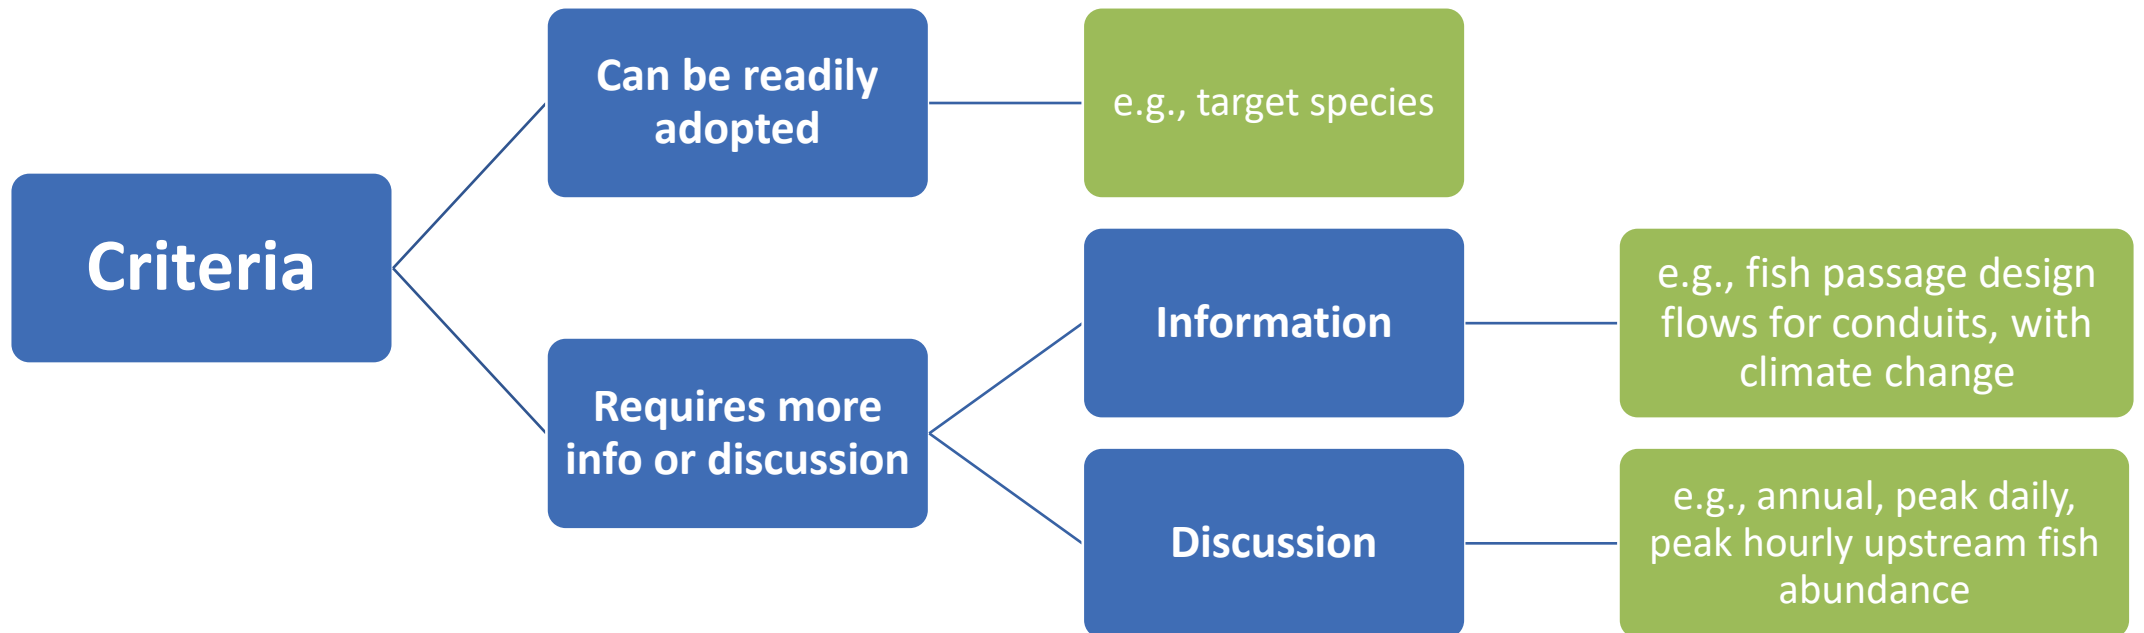 Criteria
Can be readily
adopted
e.g., target species
Requires more
info or discussion
Information
e.g., fish passage design
flows for conduits, with
climate change
Discussion
e.g., annual, peak daily,
peak hourly upstream fish
abundance